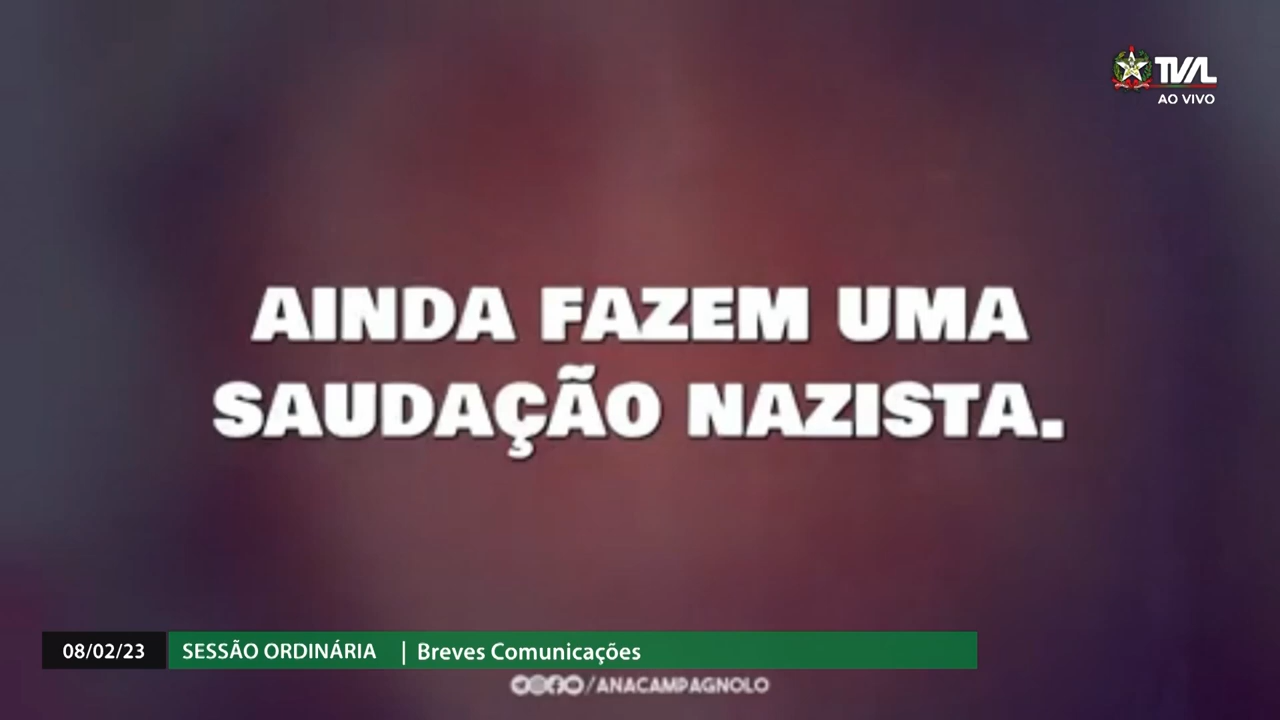 TVAL
AO VIVO
AINDA FAZEM UMA
SAUDAÇÃO NAZISTA.
08/02/23 SESSÃO ORDINÁRIA | Breves Comunicações
/ANACAMPAGNOLO